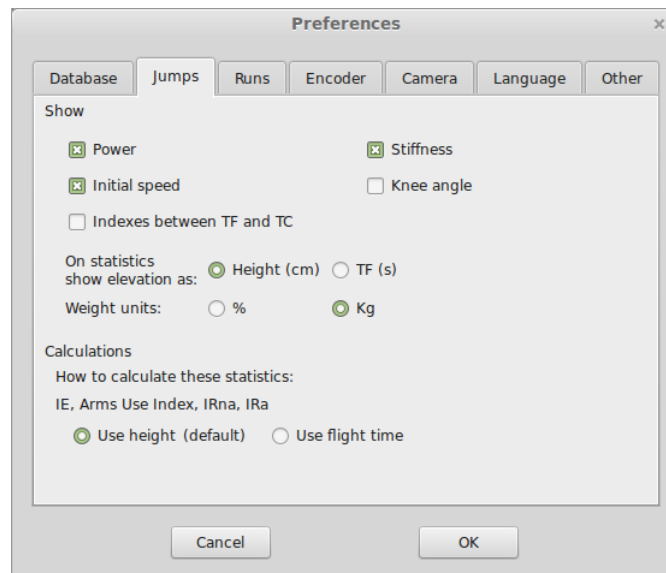 Preferences
Database Jumps Runs Encoder Camera Language Other
Show
Power Stiffness
Initial speed Knee angle
Indexes between TF and TC
On statistics
show elevation as: Height (cm) TF (s)
Weight units: % Kg
Calculations
How to calculate these statistics:
IE, Arms Use Index, IRna, IRa
Use height (default) Use flight time
Cancel OK